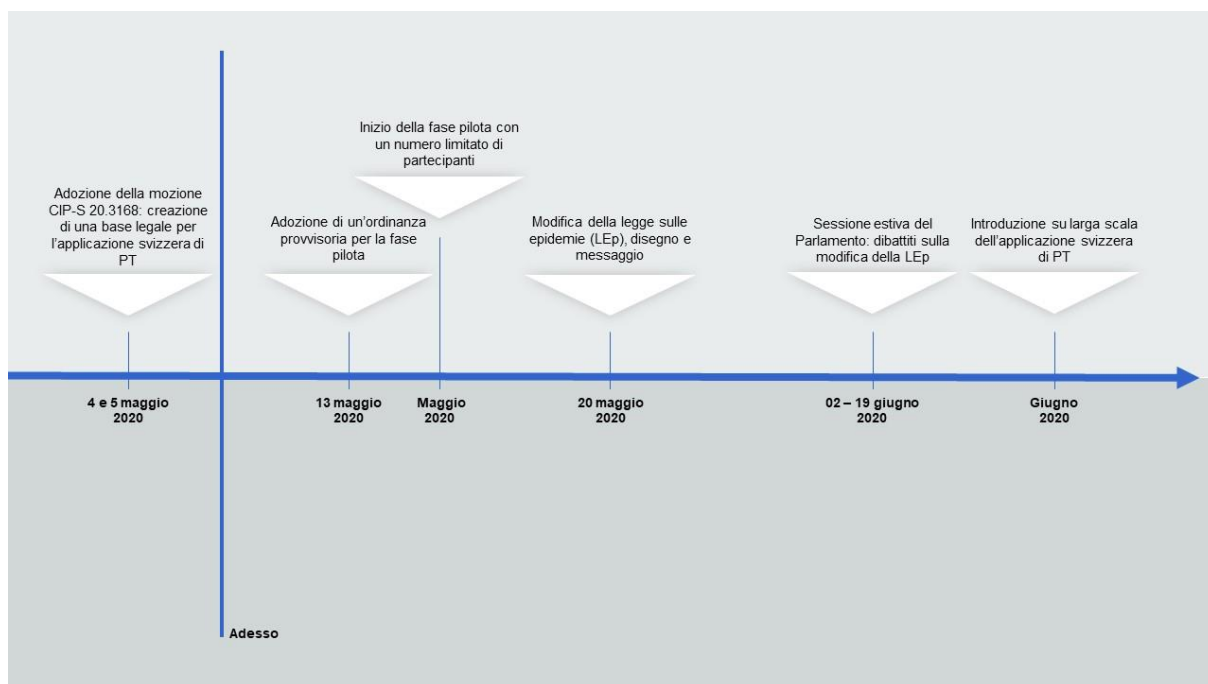 Adozione della mozione
CIP-S 20.3168: creazione
di una base legale per
l'applicazione svizzera di
PT
Adozione di un'ordinanza
provvisoria per la fase
pilota
Inizio della fase pilota con
un numero limitato di
partecipanti
Modifica della legge sulle
epidemie (LEp), disegno e
messaggio
Sessione estiva del
Parlamento: dibattiti sulla
modifica della LEp
Introduzione su larga scala
dell'applicazione svizzera
di PT
4 e 5 maggio
2020
13 maggio
2020
Maggio
2020
20 maggio
2020
02 – 19 giugno
2020
Giugno
2020
Adesso